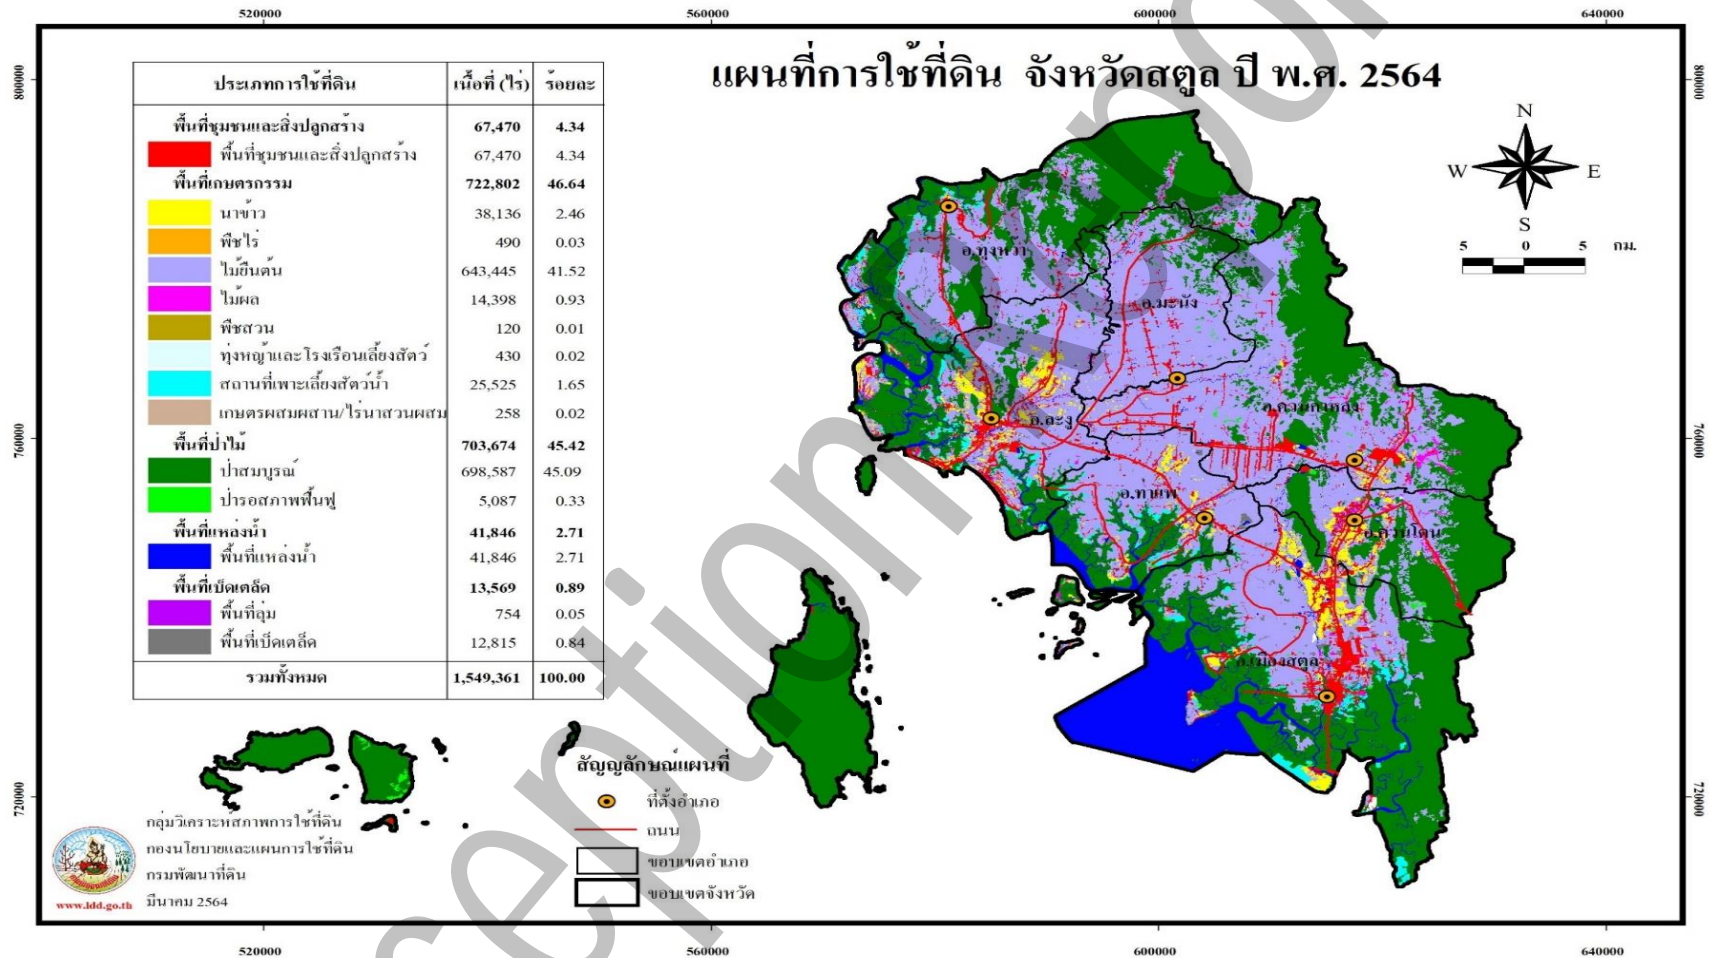 520000 560000 600000 640000
แผนที่การใช้ที่ดิน จังหวัดสตูล ปี พ.ศ. 2564
800000 800000
ประเภทการใช้ที่ดิน เนื้อที่ (ไร่) ร้อยละ
พื้นที่ชุมชนและสิ่งปลูกสร้าง 67,470 4.34
พื้นที่ชุมชนและสิ่งปลูกสร้าง 67,470 4.34
พื้นที่เกษตรกรรม 722,802 46.64
นาข้าว 38,136 2.46
พืชไร่ 490 0.03
ไม้ยืนต้น 643,445 41.52
ไม้ผล 14,398 0.93
พืชสวน 120 0.01
ทุ่งหญ้าและโรงเรือนเลี้ยงสัตว์ 430 0.02
สถานที่เพาะเลี้ยงสัตว์น้ำ 25,525 1.65
เกษตรผสมผสาน/ไร่นาสวนผสม 258 0.02
พื้นที่ป่าไม้ 703,674 45.42
ป่าสมบูรณ์ 698,587 45.09
ป่ารอสภาพฟื้นฟู 5,087 0.33
พื้นที่แหล่งน้ำ 41,846 2.71
พื้นที่แหล่งน้ำ 41,846 2.71
พื้นที่เบ็ดเตล็ด 13,569 0.89
พื้นที่ลุ่ม 754 0.05
พื้นที่เบ็ดเตล็ด 12,815 0.84
รวมทั้งหมด 1,549,361 100.00
N
W E
S
5 0 5 กม.
อ.ทุ่งหว้า
อ.มะนัง
อ.ควนกาหลง
อ.ละงู
อ.ท่าแพ
อ.ควนโดน
อ.เมืองสตูล
760000 760000
720000 720000
สัญญลักษณ์แผนที่
ที่ตั้งอำเภอ
ถนน
ขอบเขตอำเภอ
ขอบเขตจังหวัด
กลุ่มวิเคราะห์สภาพการใช้ที่ดิน
กองนโยบายและแผนการใช้ที่ดิน
กรมพัฒนาที่ดิน
มีนาคม 2564
www.ldd.go.th
520000 560000 600000 640000
ception